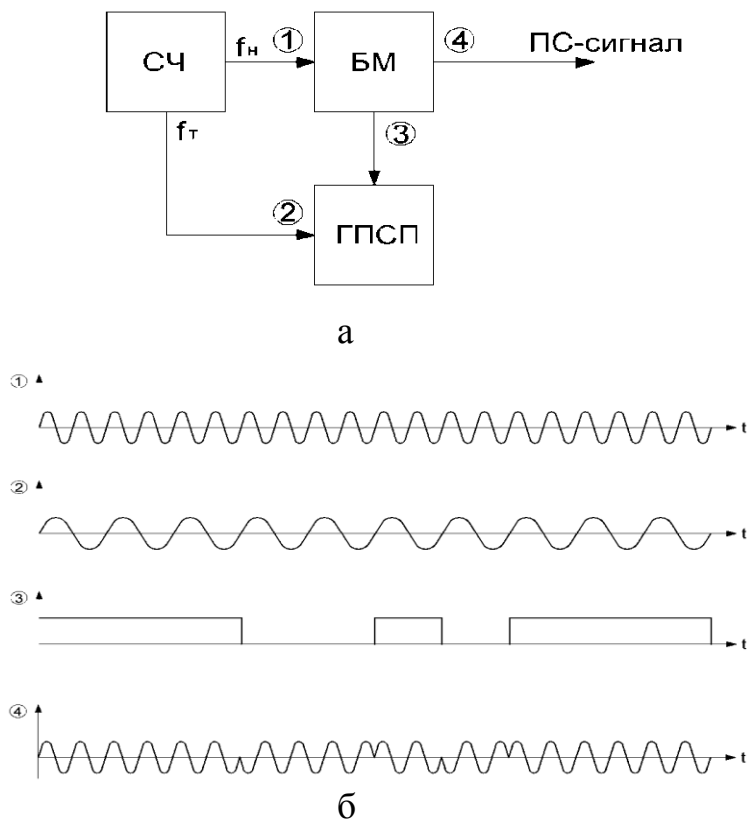 СЧ
fн
①
БМ
④
ПС-сигнал
fт
③
②
ГПСП
а
①
t
②
t
③
t
④
t
б